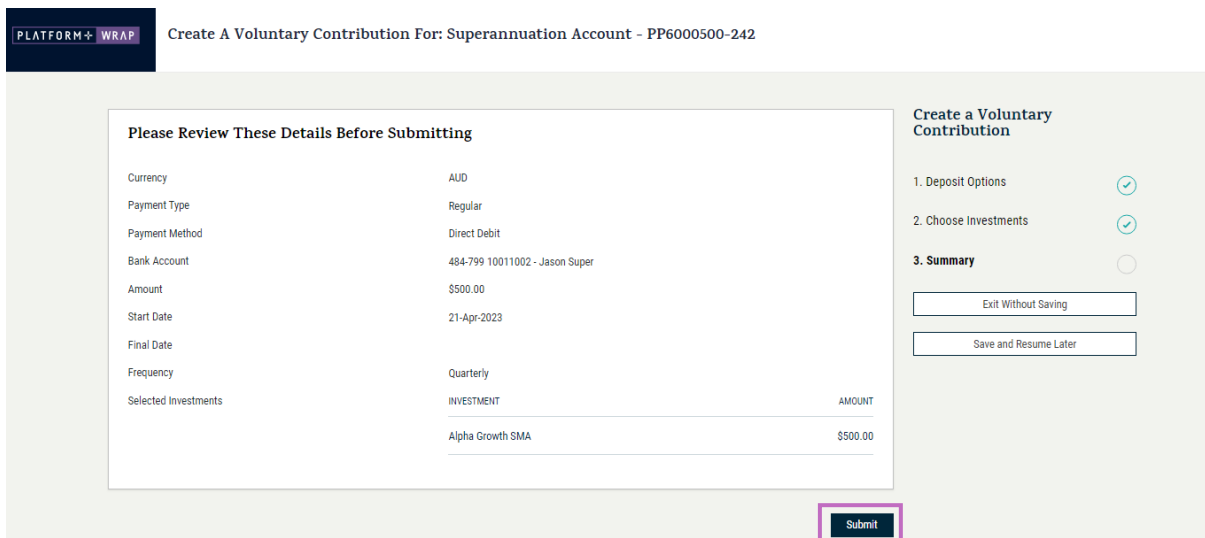 PLATFORM+ WRAP
Create A Voluntary Contribution For: Superannuation Account - PP6000500-242
Please Review These Details Before Submitting
Currency AUD
Payment Type Regular
Payment Method Direct Debit
Bank Account 484-799 10011002 - Jason Super
Amount $500.00
Start Date 21-Apr-2023
Final Date
Frequency Quarterly
Selected Investments INVESTMENT AMOUNT
Alpha Growth SMA $500.00
Submit
Create a Voluntary
Contribution
1. Deposit Options
2. Choose Investments
3. Summary
Exit Without Saving
Save and Resume Later